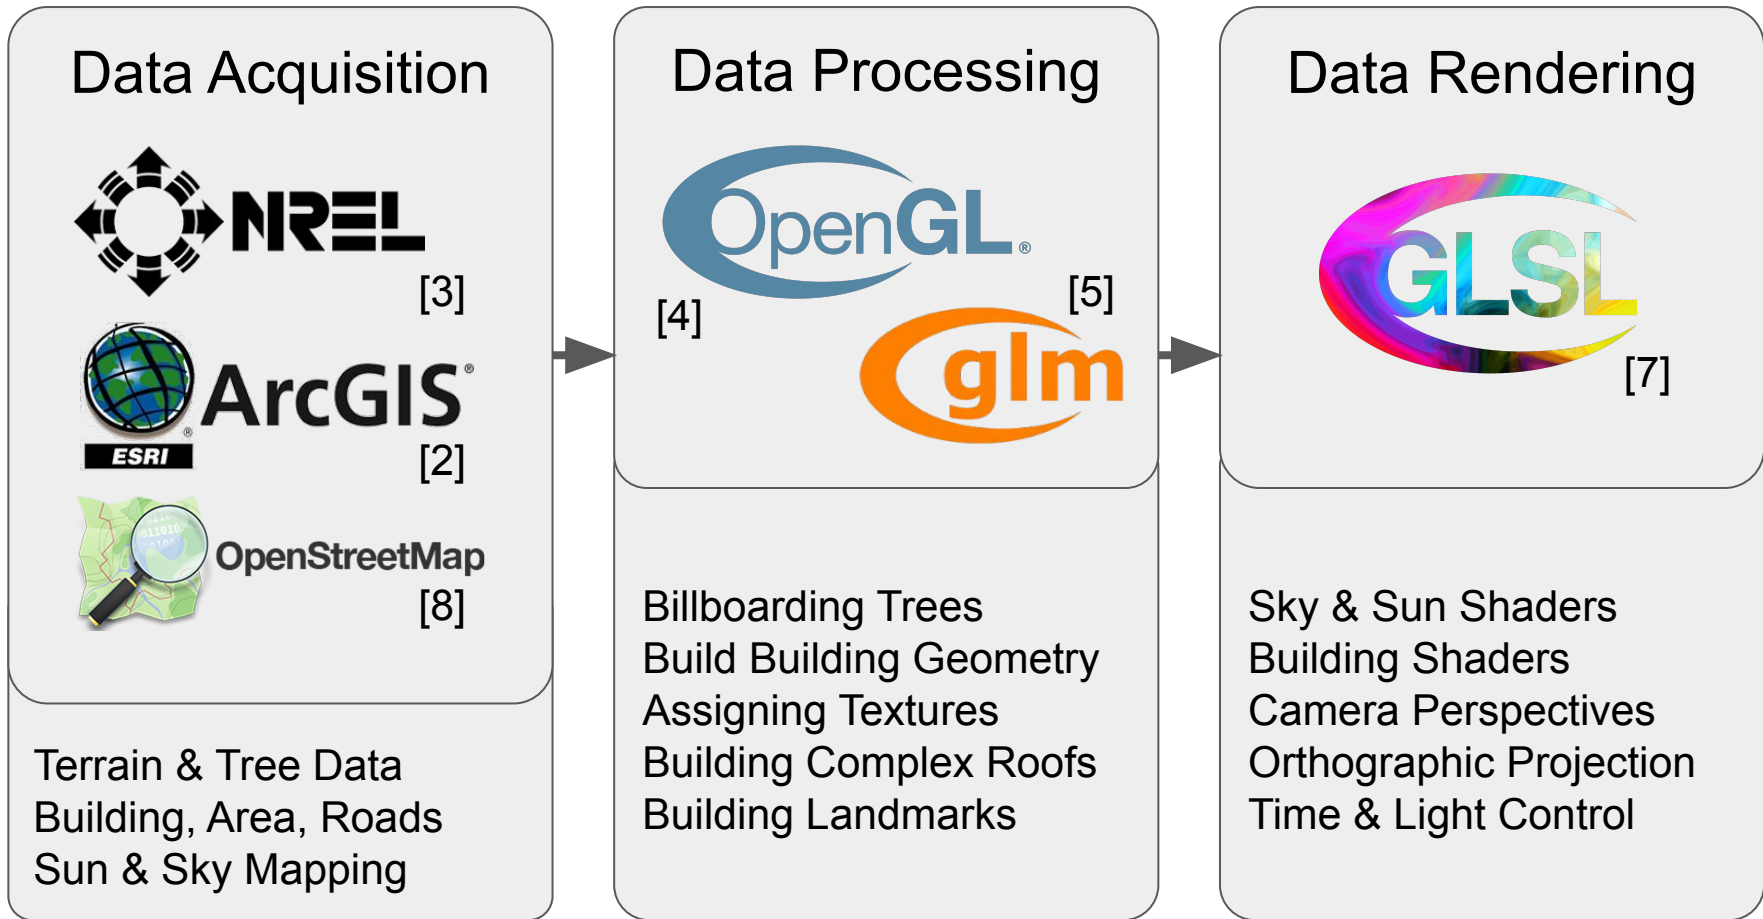 Data Acquisition
NREL
[3]
ArcGIS®
®
ESRI
[2]
OpenStreetMap
[8]
Terrain & Tree Data
Building, Area, Roads
Sun & Sky Mapping
Data Processing
OpenGL®
[4]
[5]
glm
Billboarding Trees
Build Building Geometry
Assigning Textures
Building Complex Roofs
Building Landmarks
Data Rendering
GLSL
[7]
Sky & Sun Shaders
Building Shaders
Camera Perspectives
Orthographic Projection
Time & Light Control